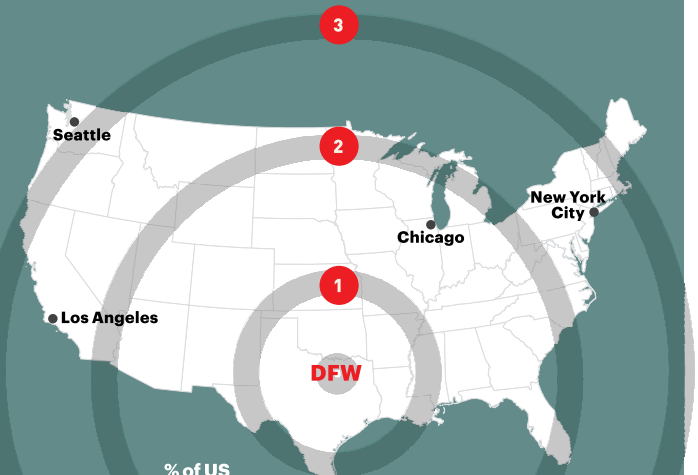 3
Seattle
2
New York
City
Chicago
1
Los Angeles
DFW
% of US